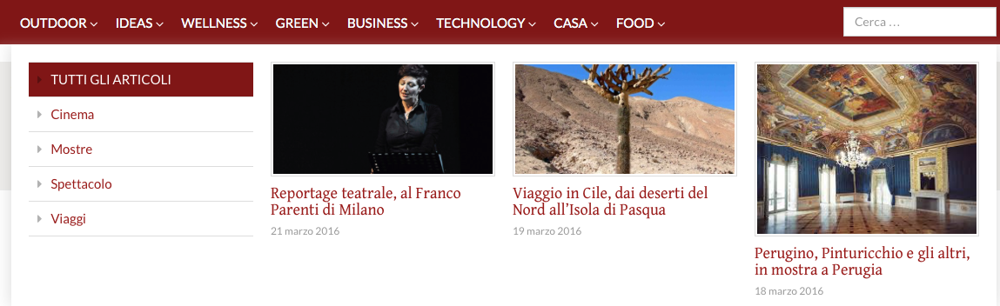 OUTDOOR IDEAS WELLNESS GREEN BUSINESS TECHNOLOGY CASA FOOD Cerca …
TUTTI GLI ARTICOLI
Cinema
Mostre
Spettacolo
Viaggi
Reportage teatrale, al Franco
Parenti di Milano
21 marzo 2016
Viaggio in Cile, dai deserti del
Nord all’Isola di Pasqua
19 marzo 2016
Perugino, Pinturicchio e gli altri,
in mostra a Perugia
18 marzo 2016